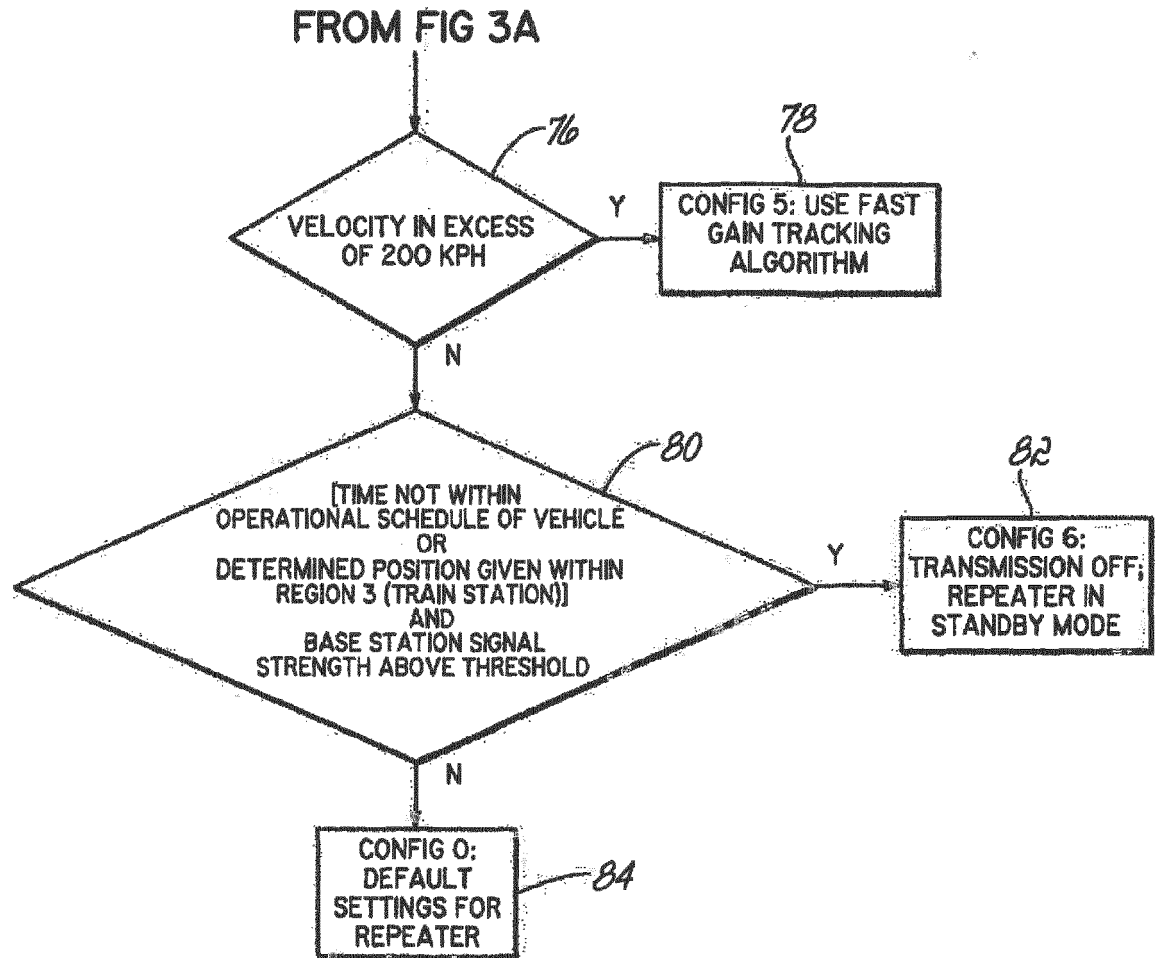 FROM FIG 3A
76
78
VELOCITY IN EXCESS
OF 200 KPH
Y
CONFIG 5: USE FAST
GAIN TRACKING
ALGORITHM
N
80
82
[TIME NOT WITHIN
OPERATIONAL SCHEDULE OF VEHICLE
OR
DETERMINED POSITION GIVEN WITHIN
REGION 3 (TRAIN STATION)]
AND
BASE STATION SIGNAL
STRENGTH ABOVE THRESHOLD
Y
CONFIG 6:
TRANSMISSION OFF;
REPEATER IN
STANDBY MODE
N
CONFIG 0:
DEFAULT
SETTINGS FOR
REPEATER
84